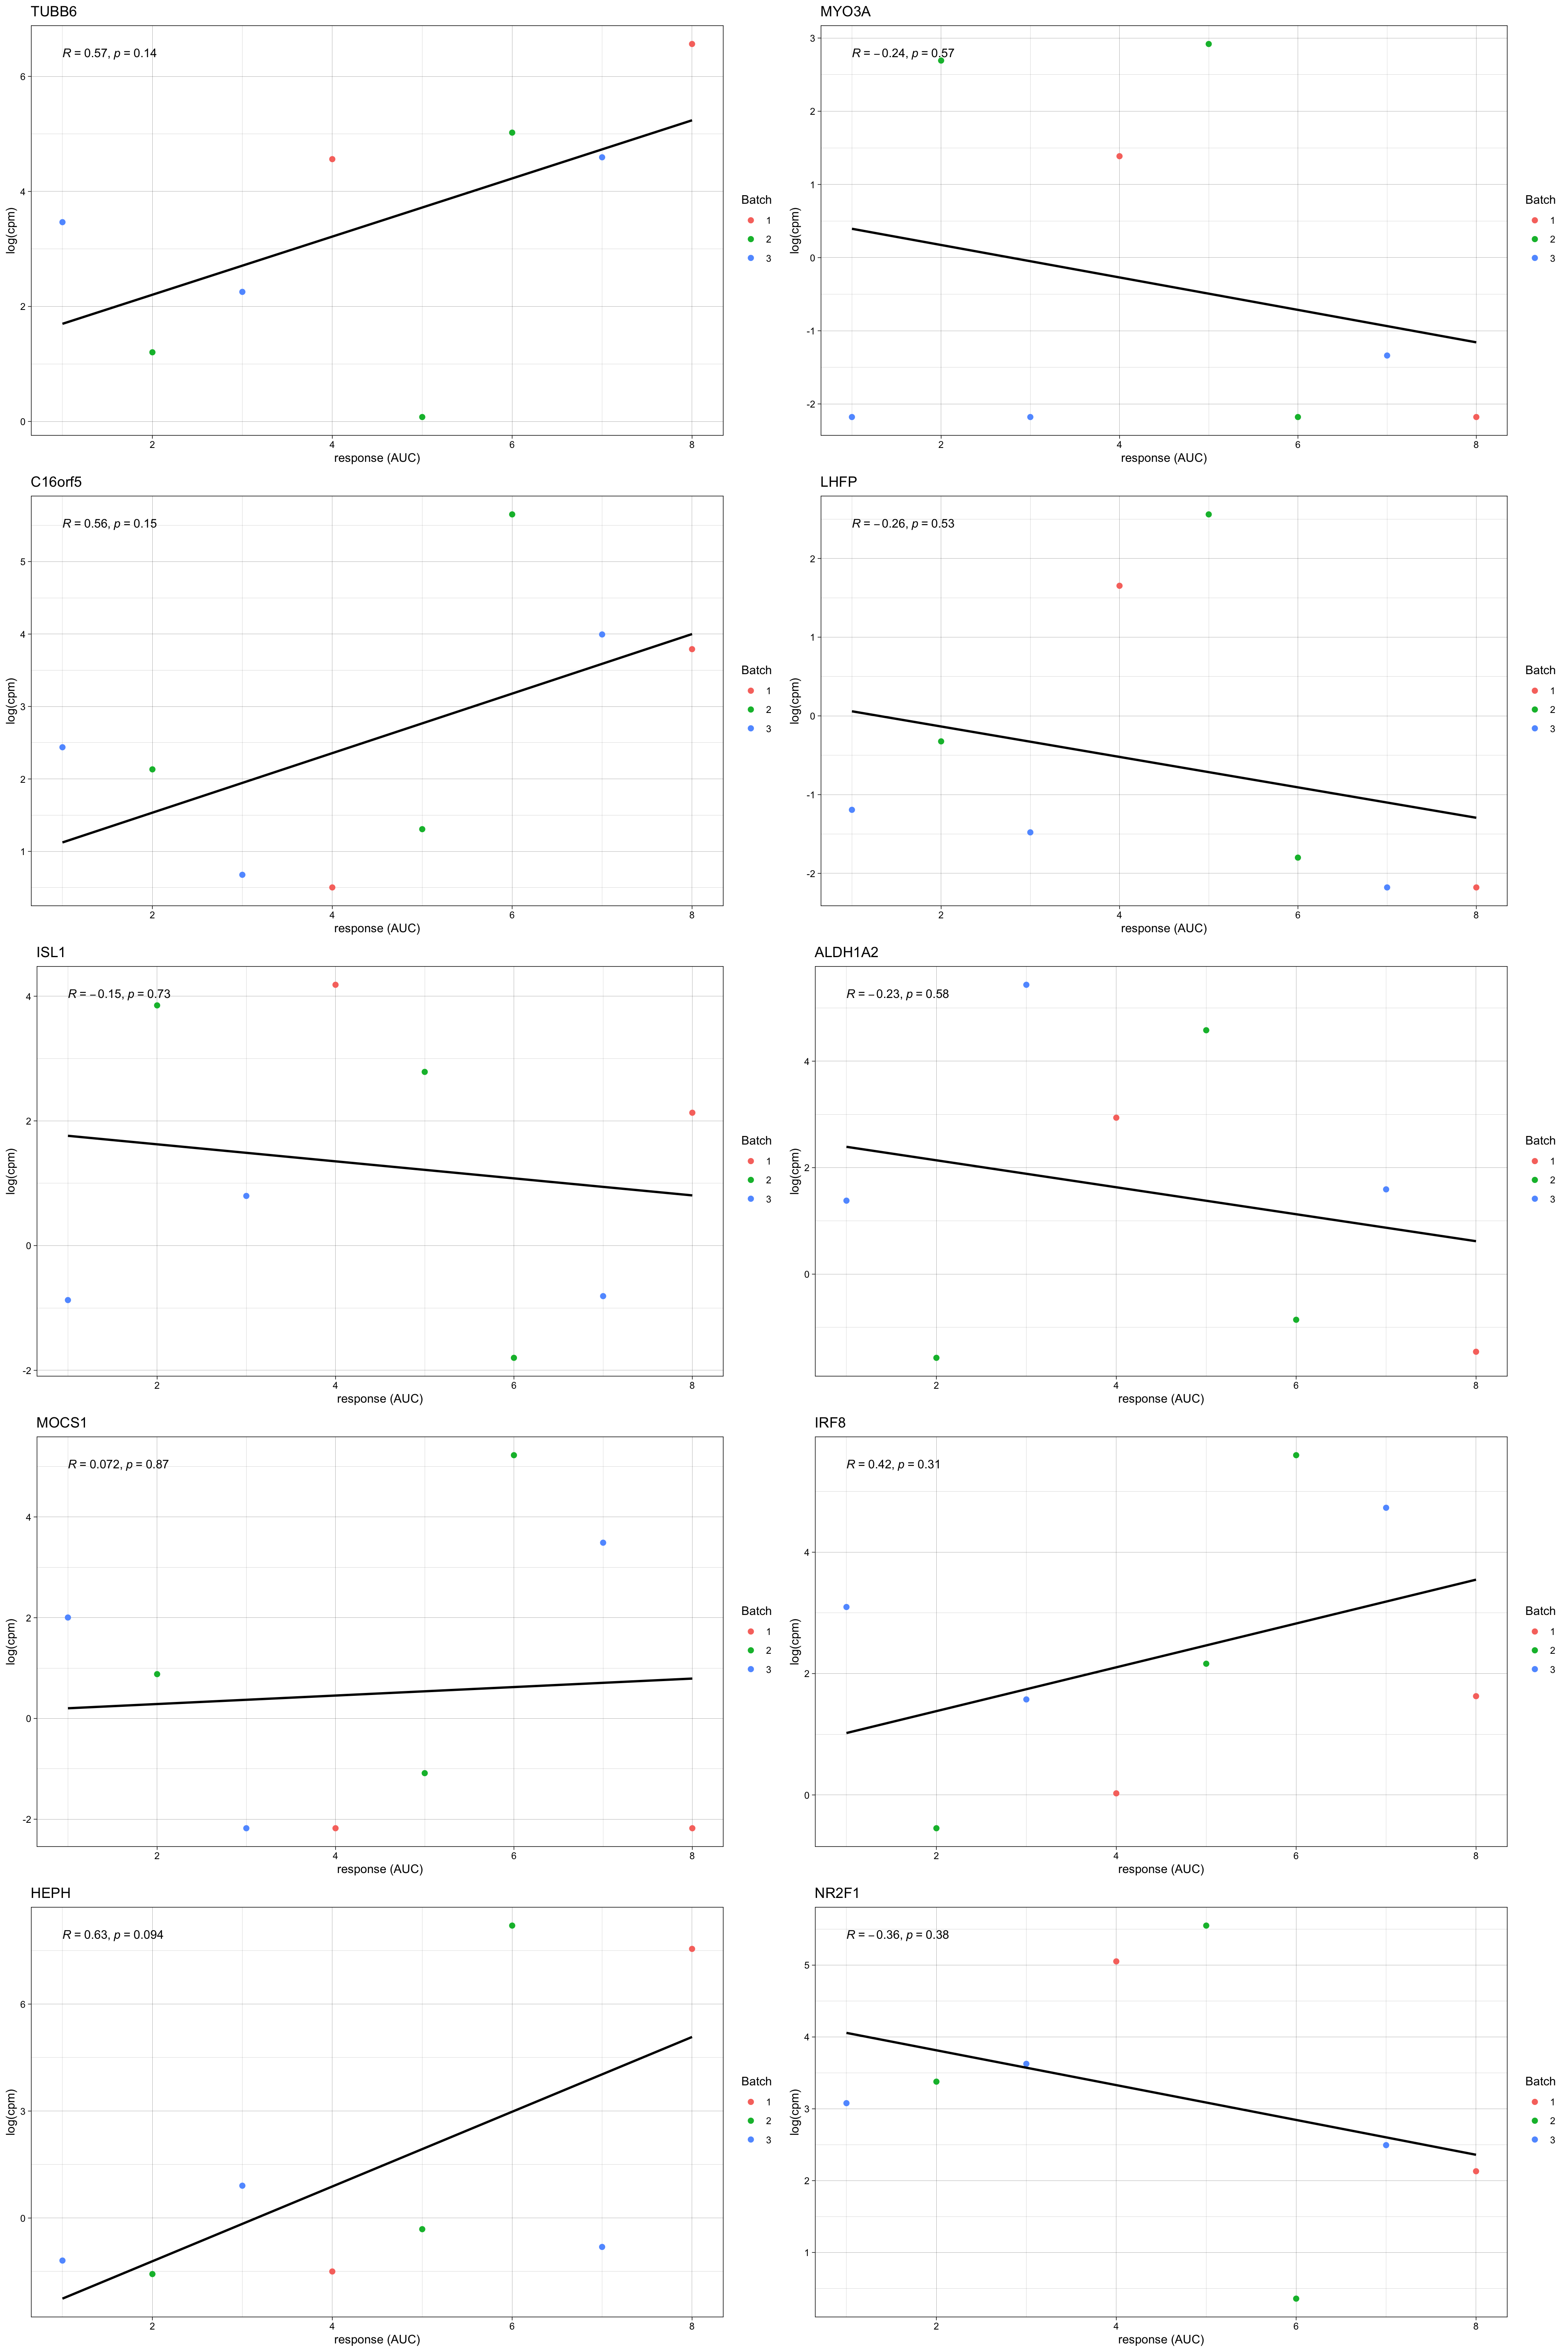 TUBB6
R = 0.57, p = 0.14
6
4
2
0
log(cpm)
2 4 6 8
response (AUC)
Batch
1
2
3
MYO3A
R = −0.24, p = 0.57
3
2
1
0
-1
-2
log(cpm)
2 4 6 8
response (AUC)
Batch
1
2
3
C16orf5
R = 0.56, p = 0.15
5
4
3
2
1
log(cpm)
2 4 6 8
response (AUC)
Batch
1
2
3
LHFP
R = −0.26, p = 0.53
2
1
0
-1
-2
log(cpm)
2 4 6 8
response (AUC)
Batch
1
2
3
ISL1
R = −0.15, p = 0.73
4
2
0
-2
log(cpm)
2 4 6 8
response (AUC)
Batch
1
2
3
ALDH1A2
R = −0.23, p = 0.58
4
2
0
log(cpm)
2 4 6 8
response (AUC)
Batch
1
2
3
MOCS1
R = 0.072, p = 0.87
4
2
0
-2
log(cpm)
2 4 6 8
response (AUC)
Batch
1
2
3
IRF8
R = 0.42, p = 0.31
4
2
0
log(cpm)
2 4 6 8
response (AUC)
Batch
1
2
3
HEPH
R = 0.63, p = 0.094
6
3
0
log(cpm)
2 4 6 8
response (AUC)
Batch
1
2
3
NR2F1
R = −0.36, p = 0.38
5
4
3
2
1
log(cpm)
2 4 6 8
response (AUC)
Batch
1
2
3